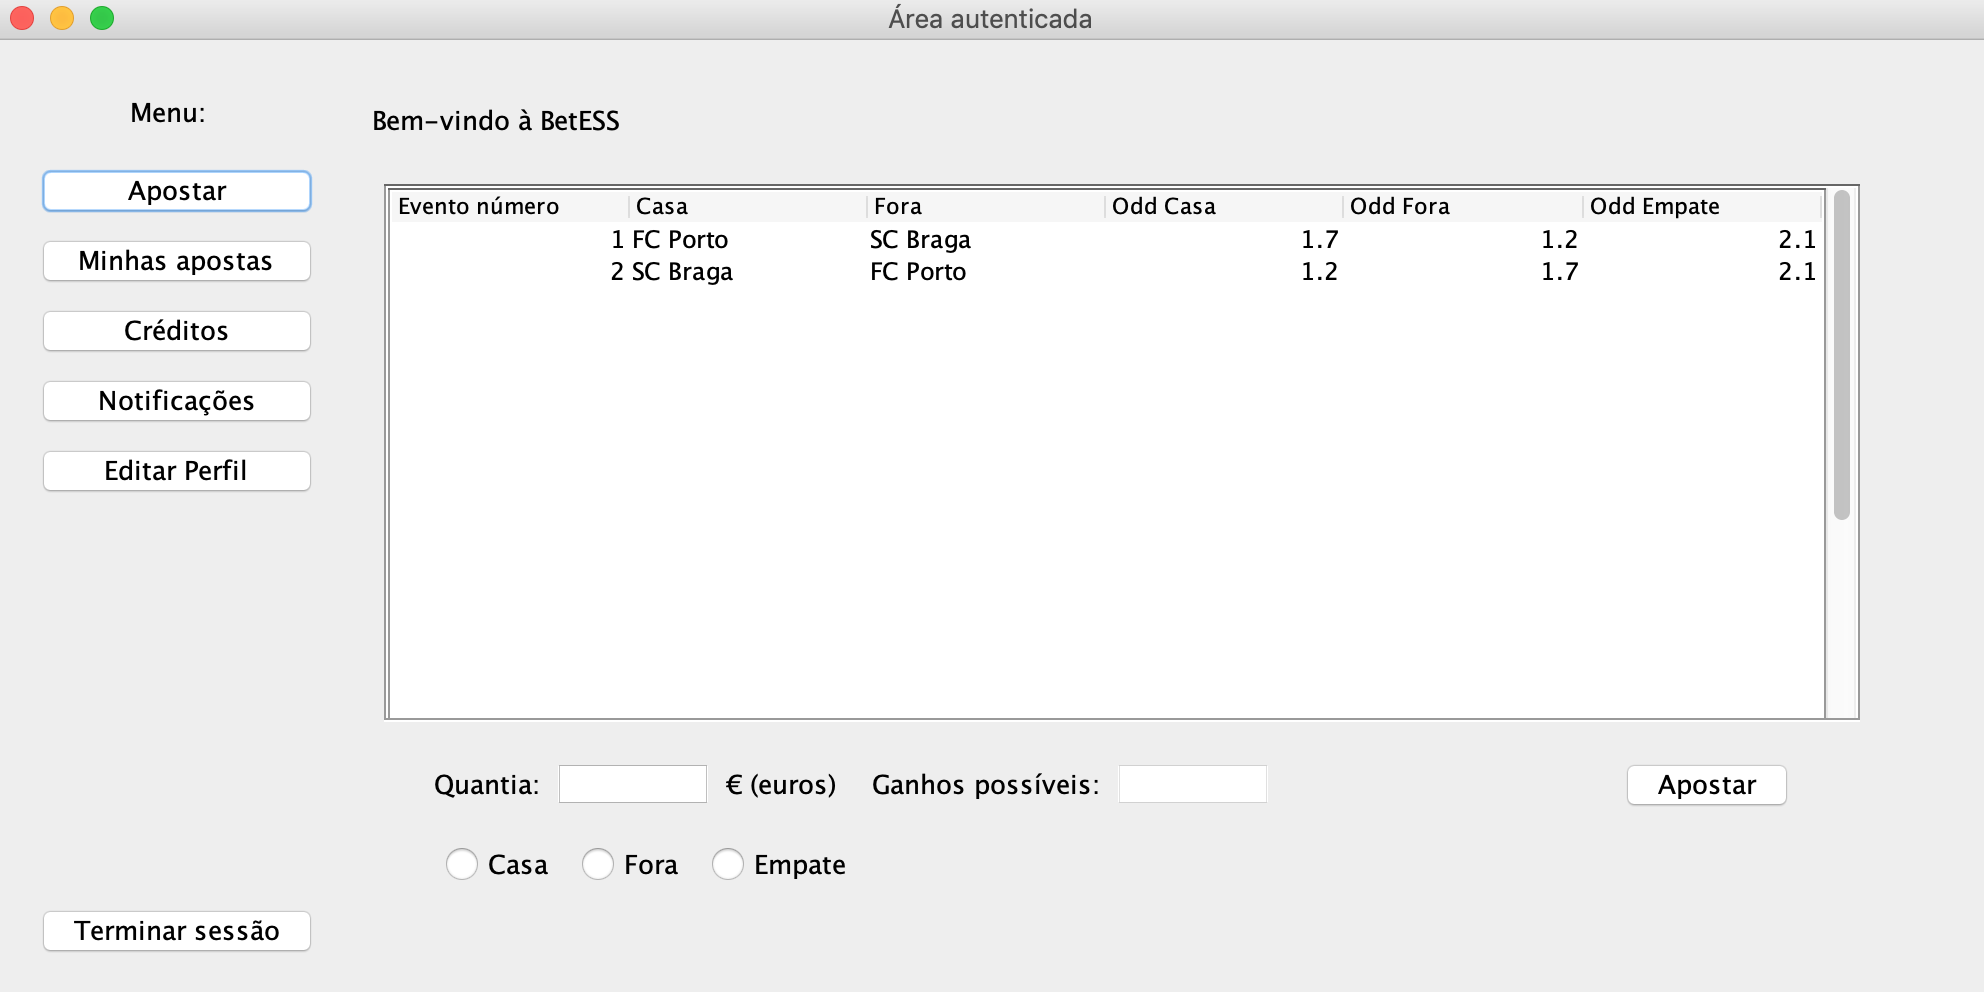 Área autenticada
Menu:
Bem-vindo à BetESS
Apostar
Minhas apostas
Créditos
Notificações
Editar Perfil
Terminar sessão
Evento número Casa Fora Odd Casa Odd Fora Odd Empate
1 FC Porto SC Braga 1.7 1.2 2.1
2 SC Braga FC Porto 1.2 1.7 2.1
Quantia: € (euros) Ganhos possíveis: Apostar
Casa Fora Empate